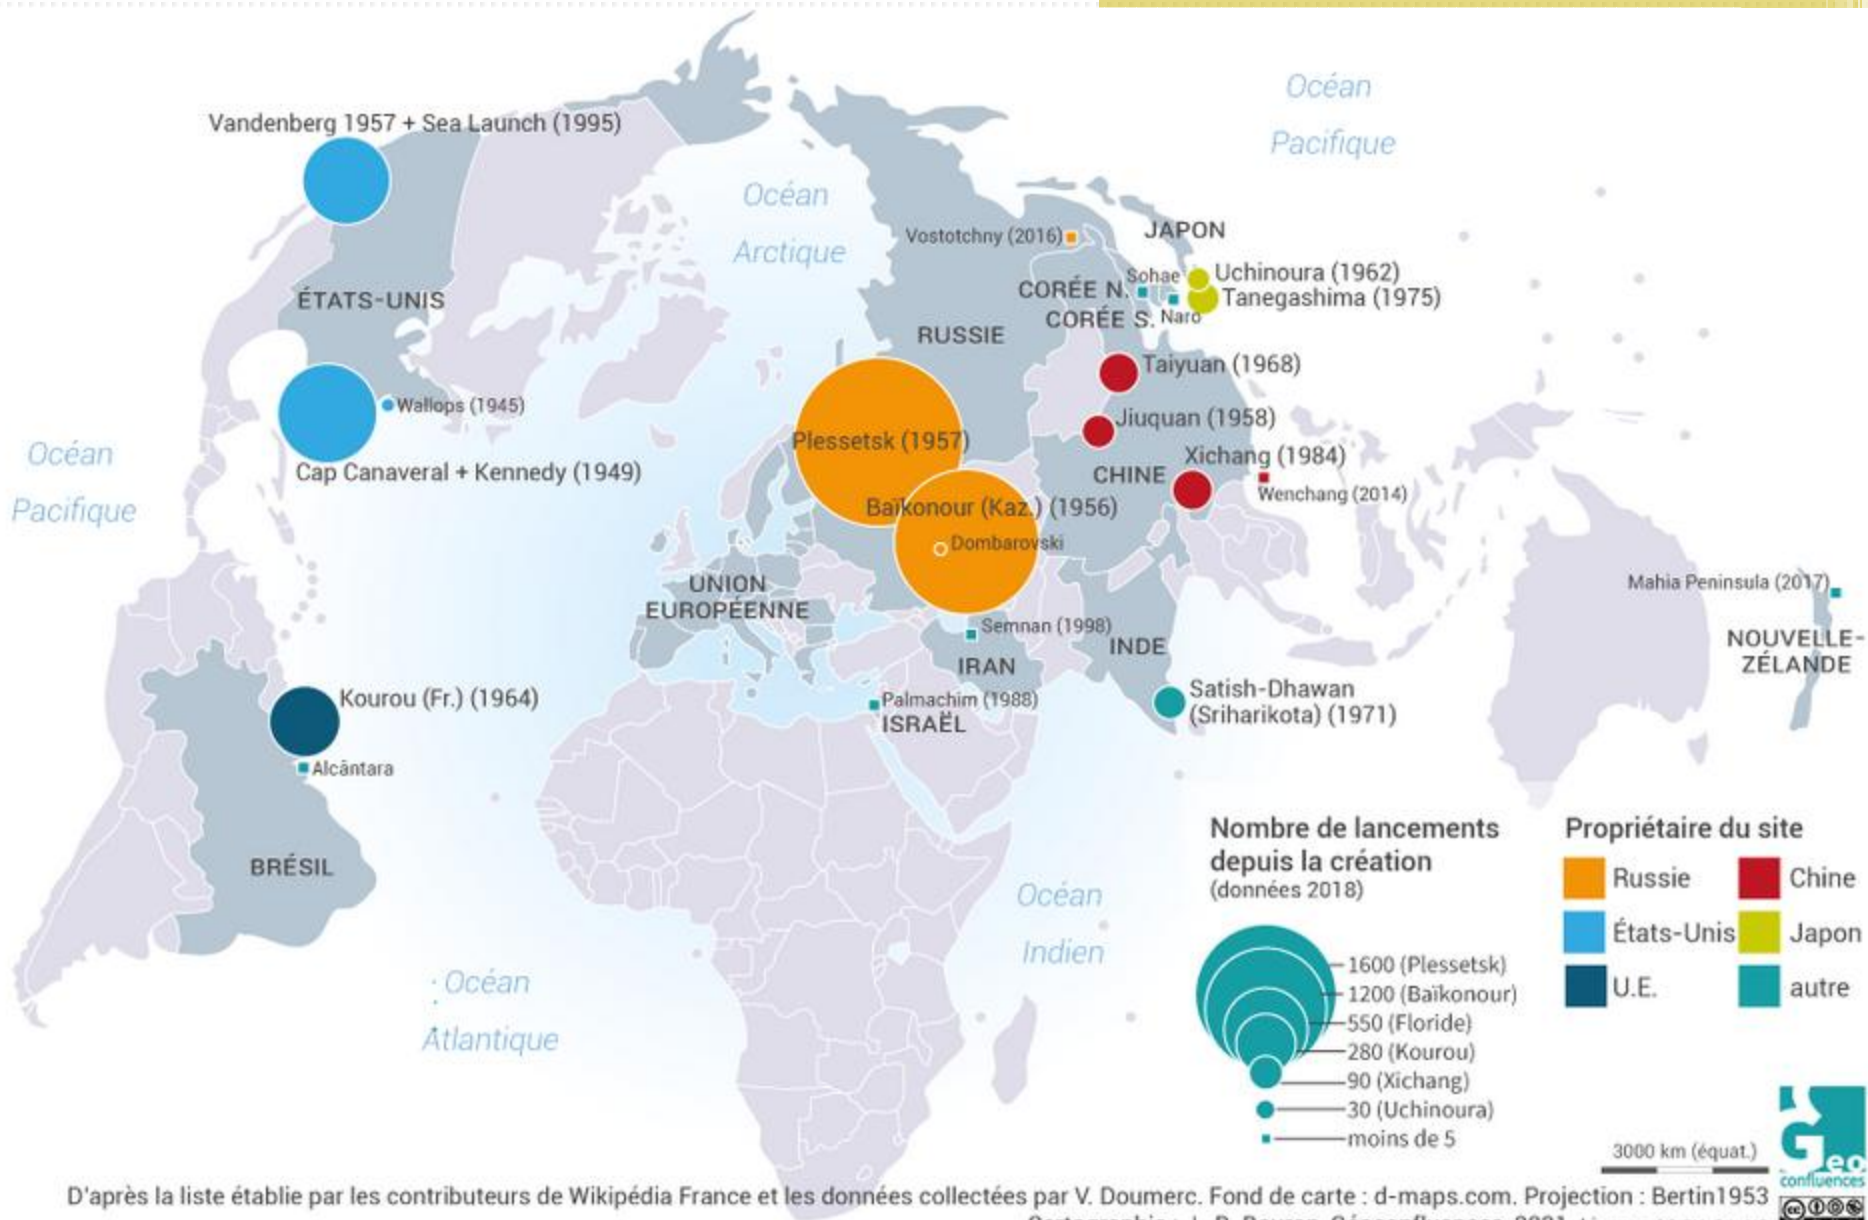 Océan
Pacifique
Vandenberg 1957 + Sea Launch (1995)
Océan
Arctique
Vostotchny (2016)
JAPON
Sohae
Uchinoura (1962)
CORÉE N.
Tanegashima (1975)
ÉTATS-UNIS
CORÉE S.
Naro
RUSSIE
Taiyuan (1968)
Wallops (1945)
Jiuquan (1958)
Plessetsk (1957)
Océan
Pacifique
Cap Canaveral + Kennedy (1949)
Xichang (1984)
CHINE
Wenchang (2014)
Baïkonour (Kaz.) (1956)
Dombarovski
UNION
EUROPÉENNE
Mahia Peninsula (2017)
Semnan (1998)
INDE
NOUVELLE-
ZÉLANDE
IRAN
Kourou (Fr.) (1964)
Palmachim (1988)
ISRAËL
Satish-Dhawan
(Sriharikota) (1971)
Alcântara
BRÉSIL
Océan
Indien
Océan
Atlantique
Nombre de lancements
depuis la création
(données 2018)
1600 (Plessetsk)
1200 (Baïkonour)
550 (Floride)
280 (Kourou)
90 (Xichang)
30 (Uchinoura)
moins de 5
Propriétaire du site
Russie
Chine
États-Unis
Japon
U.E.
autre
3000 km (équat.)
Geo
confluences
cc
D'après la liste établie par les contributeurs de Wikipédia France et les données collectées par V. Doumerc. Fond de carte : d-maps.com. Projection : Bertin1953